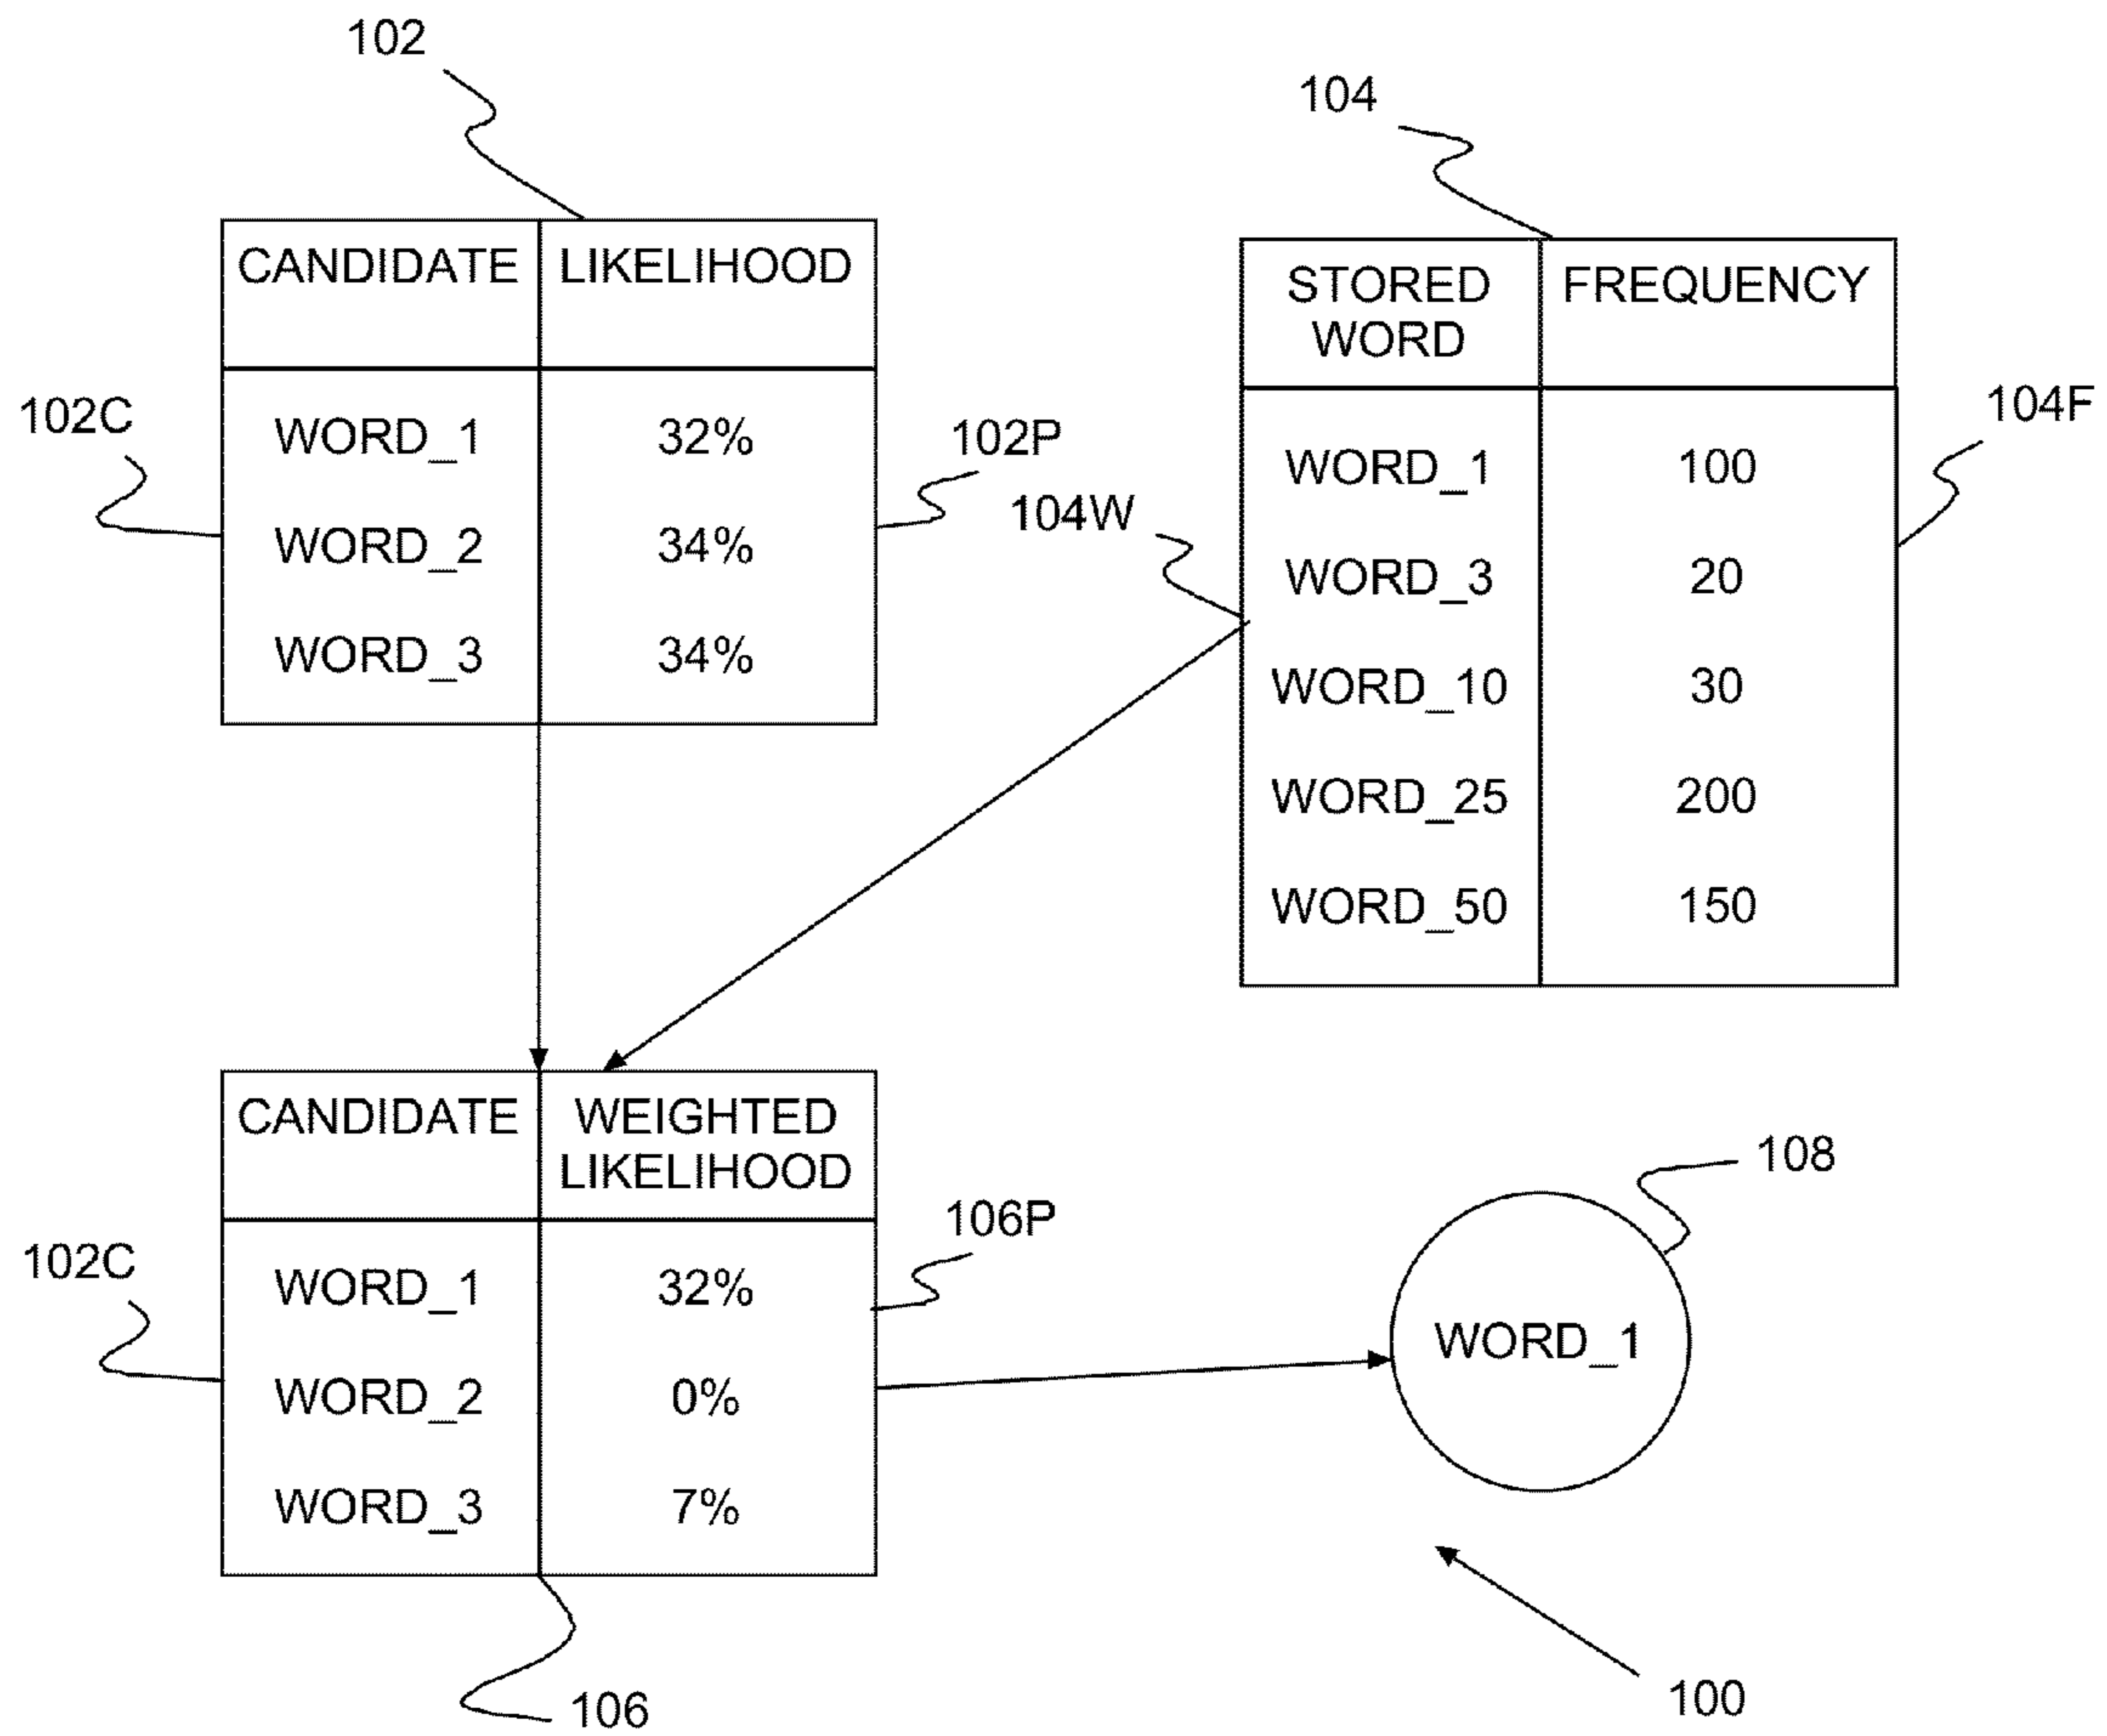 102
104
CANDIDATE LIKELIHOOD
STORED WORD FREQUENCY
102C
WORD_1 32%
102P
WORD_2 34%
WORD_3 34%
104F
104W
WORD_1 100
WORD_3 20
WORD_10 30
WORD_25 200
WORD_50 150
CANDIDATE WEIGHTED LIKELIHOOD
102C
106P
WORD_1 32%
WORD_2 0%
WORD_3 7%
108
WORD_1
106
100